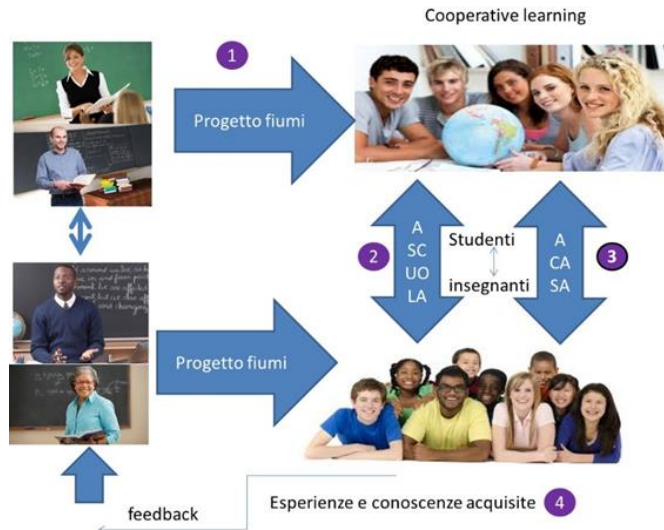 Cooperative learning
1
Progetto fiumi
2
A
SC
UO
LA
Studenti
insegnanti
A
CA
SA
3
Progetto fiumi
feedback
Esperienze e conoscenze acquisite 4